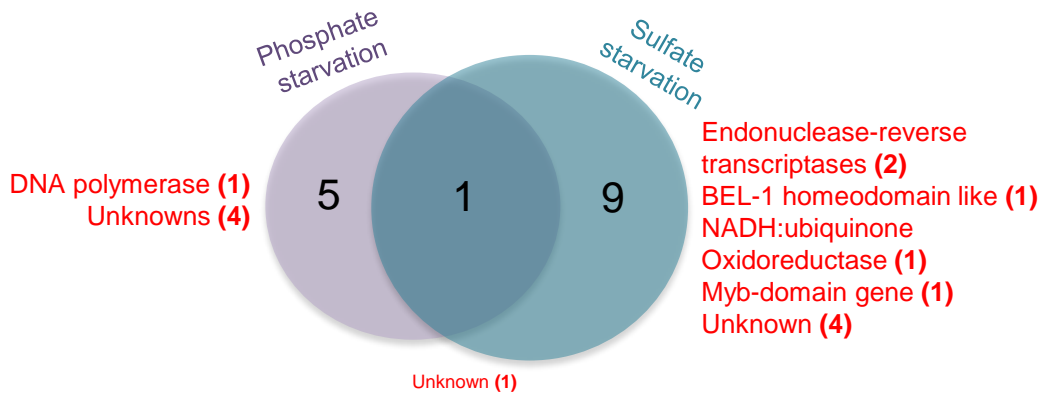 Phosphate
starvation
Sulfate
starvation
DNA polymerase (1)
Unknowns (4)
5
1
9
Endonuclease-reverse
transcriptases (2)
BEL-1 homeodomain like (1)
NADH:ubiquinone
Oxidoreductase (1)
Myb-domain gene (1)
Unknown (4)
Unknown (1)